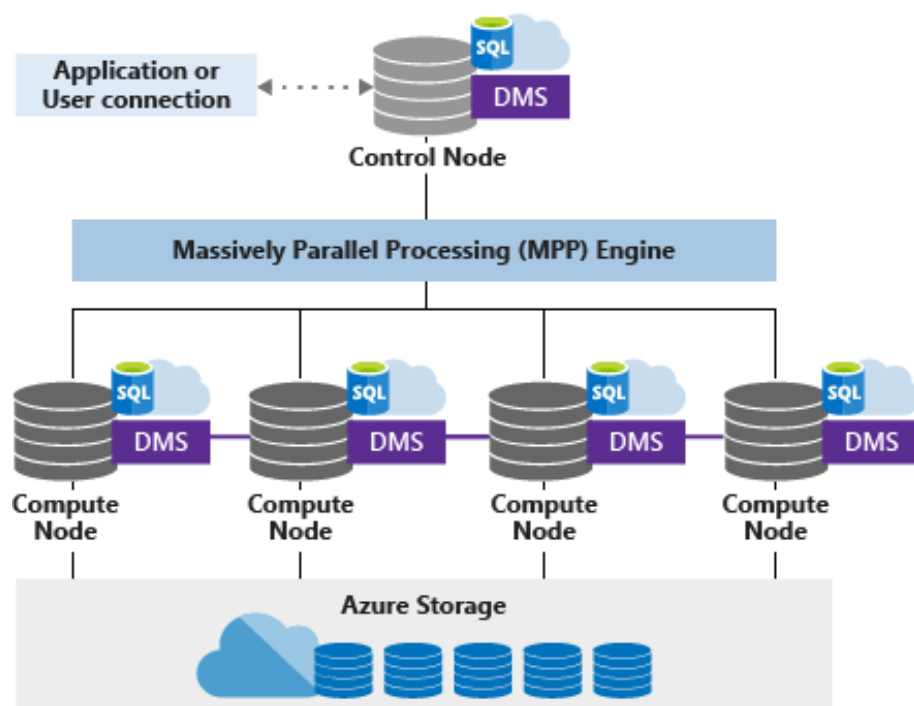 SQL
Application or
User connection
DMS
Control Node
Massively Parallel Processing (MPP) Engine
SQL
SQL
SQL
SQL
DMS
DMS
DMS
DMS
Compute
Node
Compute
Node
Compute
Node
Compute
Node
Azure Storage